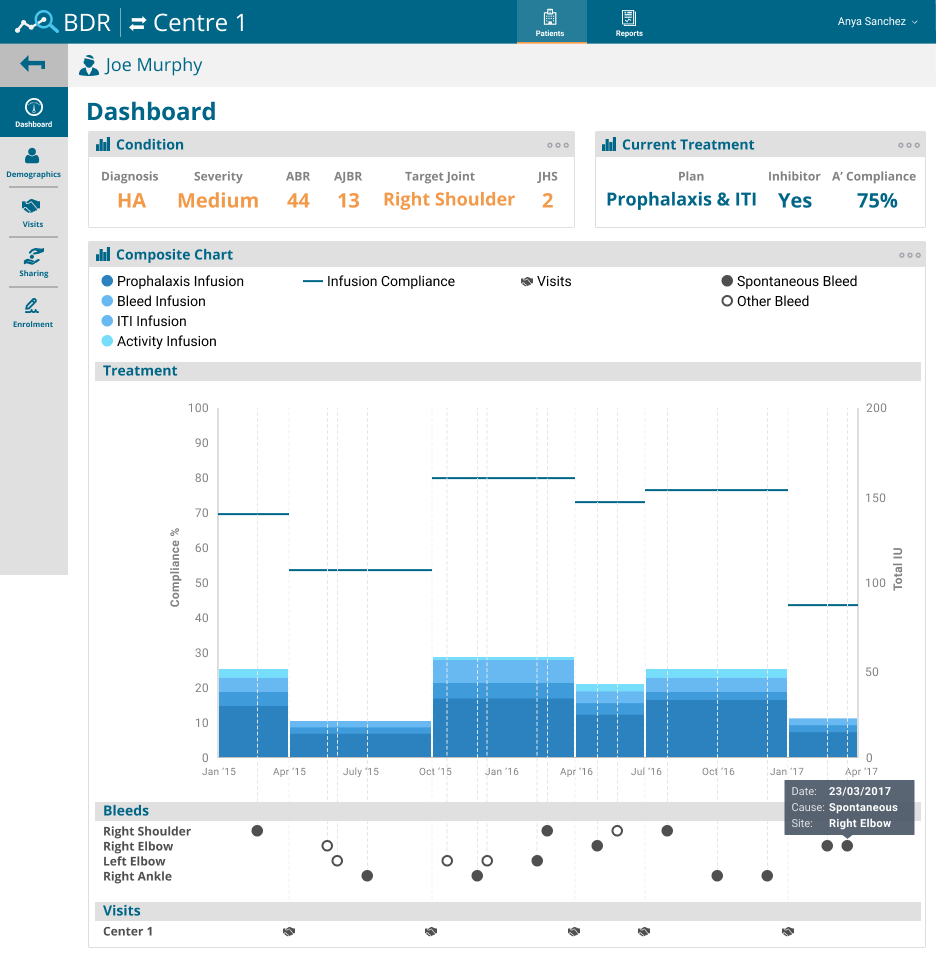 BDR Centre 1
Patients
Reports
Anya Sanchez
Joe Murphy
Dashboard
Demographics
Visits
Sharing
Enrolment
Dashboard
Condition
Diagnosis Severity ABR AJBR Target Joint JHS
HA Medium 44 13 Right Shoulder 2
Current Treatment
Plan Inhibitor A' Compliance
Prophalaxis & ITI Yes 75%
Composite Chart
Prophalaxis Infusion Infusion Compliance Visits Spontaneous Bleed
Bleed Infusion Other Bleed
ITI Infusion
Activity Infusion
Treatment
Compliance %
100
90
80
70
60
50
40
30
20
10
0
200
150
100
50
0
Total IU
Jan '15 Apr '15 July '15 Oct '15 Jan '16 Apr '16 Jul '16 Oct '16 Jan '17 Apr '17
Date: 23/03/2017
Cause: Spontaneous
Site: Right Elbow
Bleeds
Right Shoulder
Right Elbow
Left Elbow
Right Ankle
Visits
Center 1